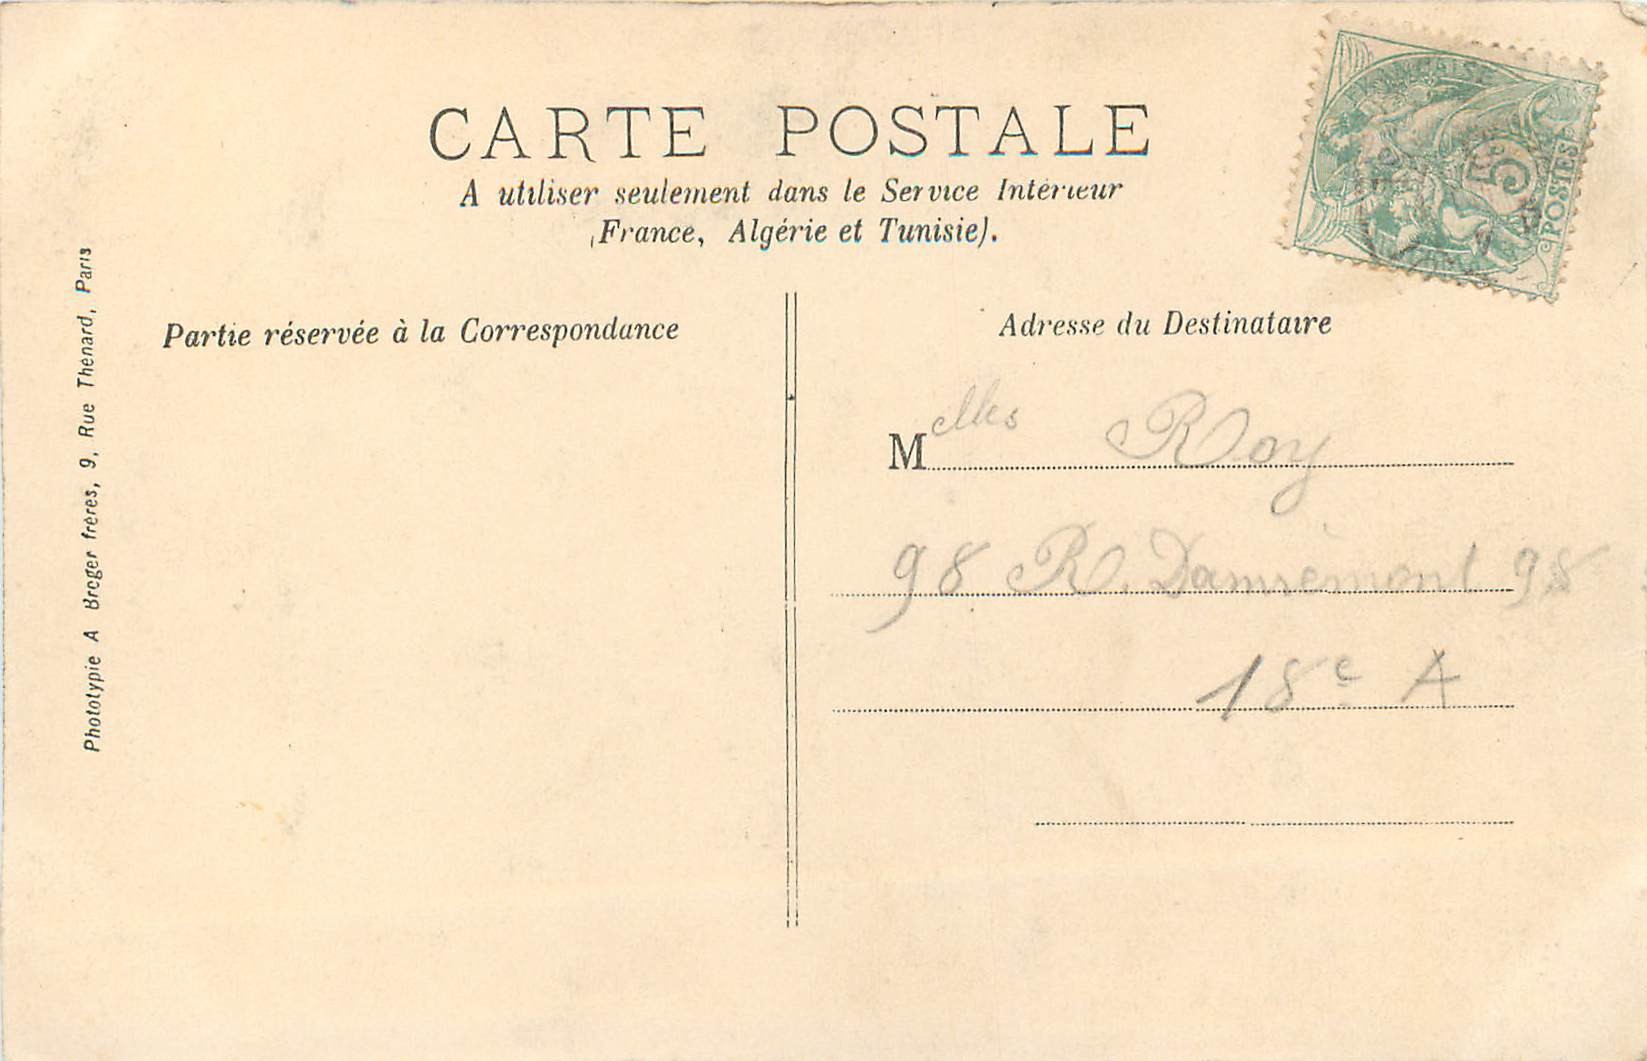 CARTE POSTALE
A utiliser seulement dans le Service Intérieur
(France, Algérie et Tunisie).
Partie réservée à la Correspondance
Phototypie A Breger frères, 9, Rue Thenard, Paris
Adresse du Destinataire
Melles Roy
98 R. Damrémont 98
18e A
5
POSTES